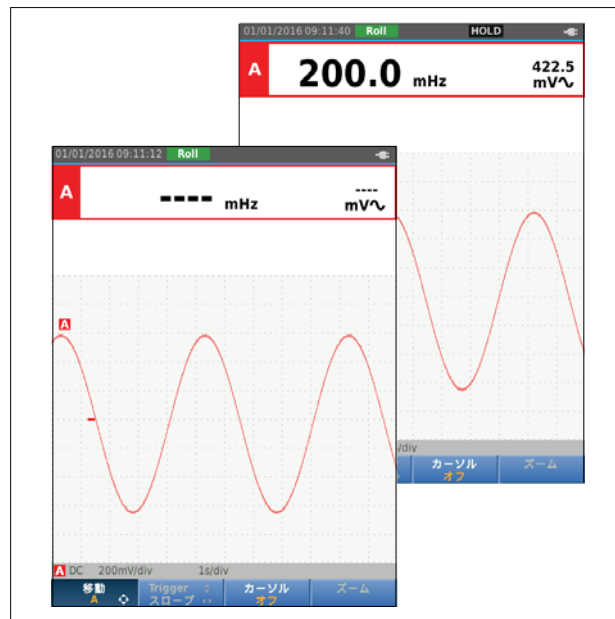 01/01/2016 09:11:40 Roll HOLD
A 200.0 mHz 422.5 mV
01/01/2016 09:11:12 Roll
A ---- mHz ---- mV
A
/div
カーソル ズーム
オフ
A DC 200mV/div 1s/div
移動 Trigger カーソル ズーム
A スロープ オフ